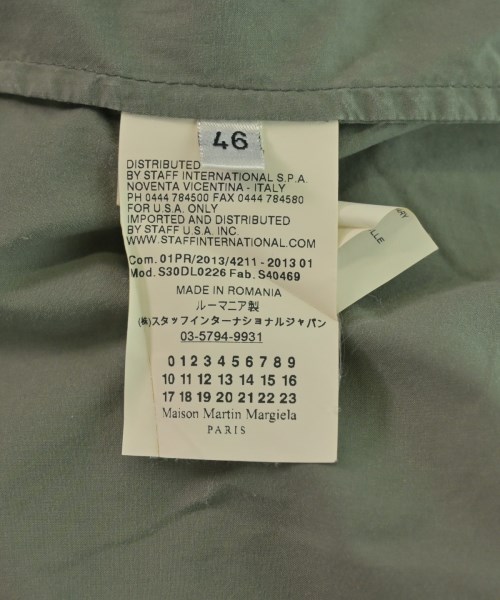 46
DISTRIBUTED
BY STAFF INTERNATIONAL S.P.A.
NOVENTA VICENTINA - ITALY
PH 0444 784500 FAX 0444 784580
FOR U.S.A. ONLY
IMPORTED AND DISTRIBUTED
BY STAFF U.S.A. INC.
WWW.STAFFINTERNATIONAL.COM
Com. 01PR/2013/4211 - 2013 01
Mod. S30DL0226 Fab. S40469
MADE IN ROMANIA
ルーマニア製
(株)スタッフインターナショナルジャパン
03-5794-9931
0 1 2 3 4 5 6 7 8 9
10 11 12 13 14 15 16
17 18 19 20 21 22 23
Maison Martin Margiela
PARIS